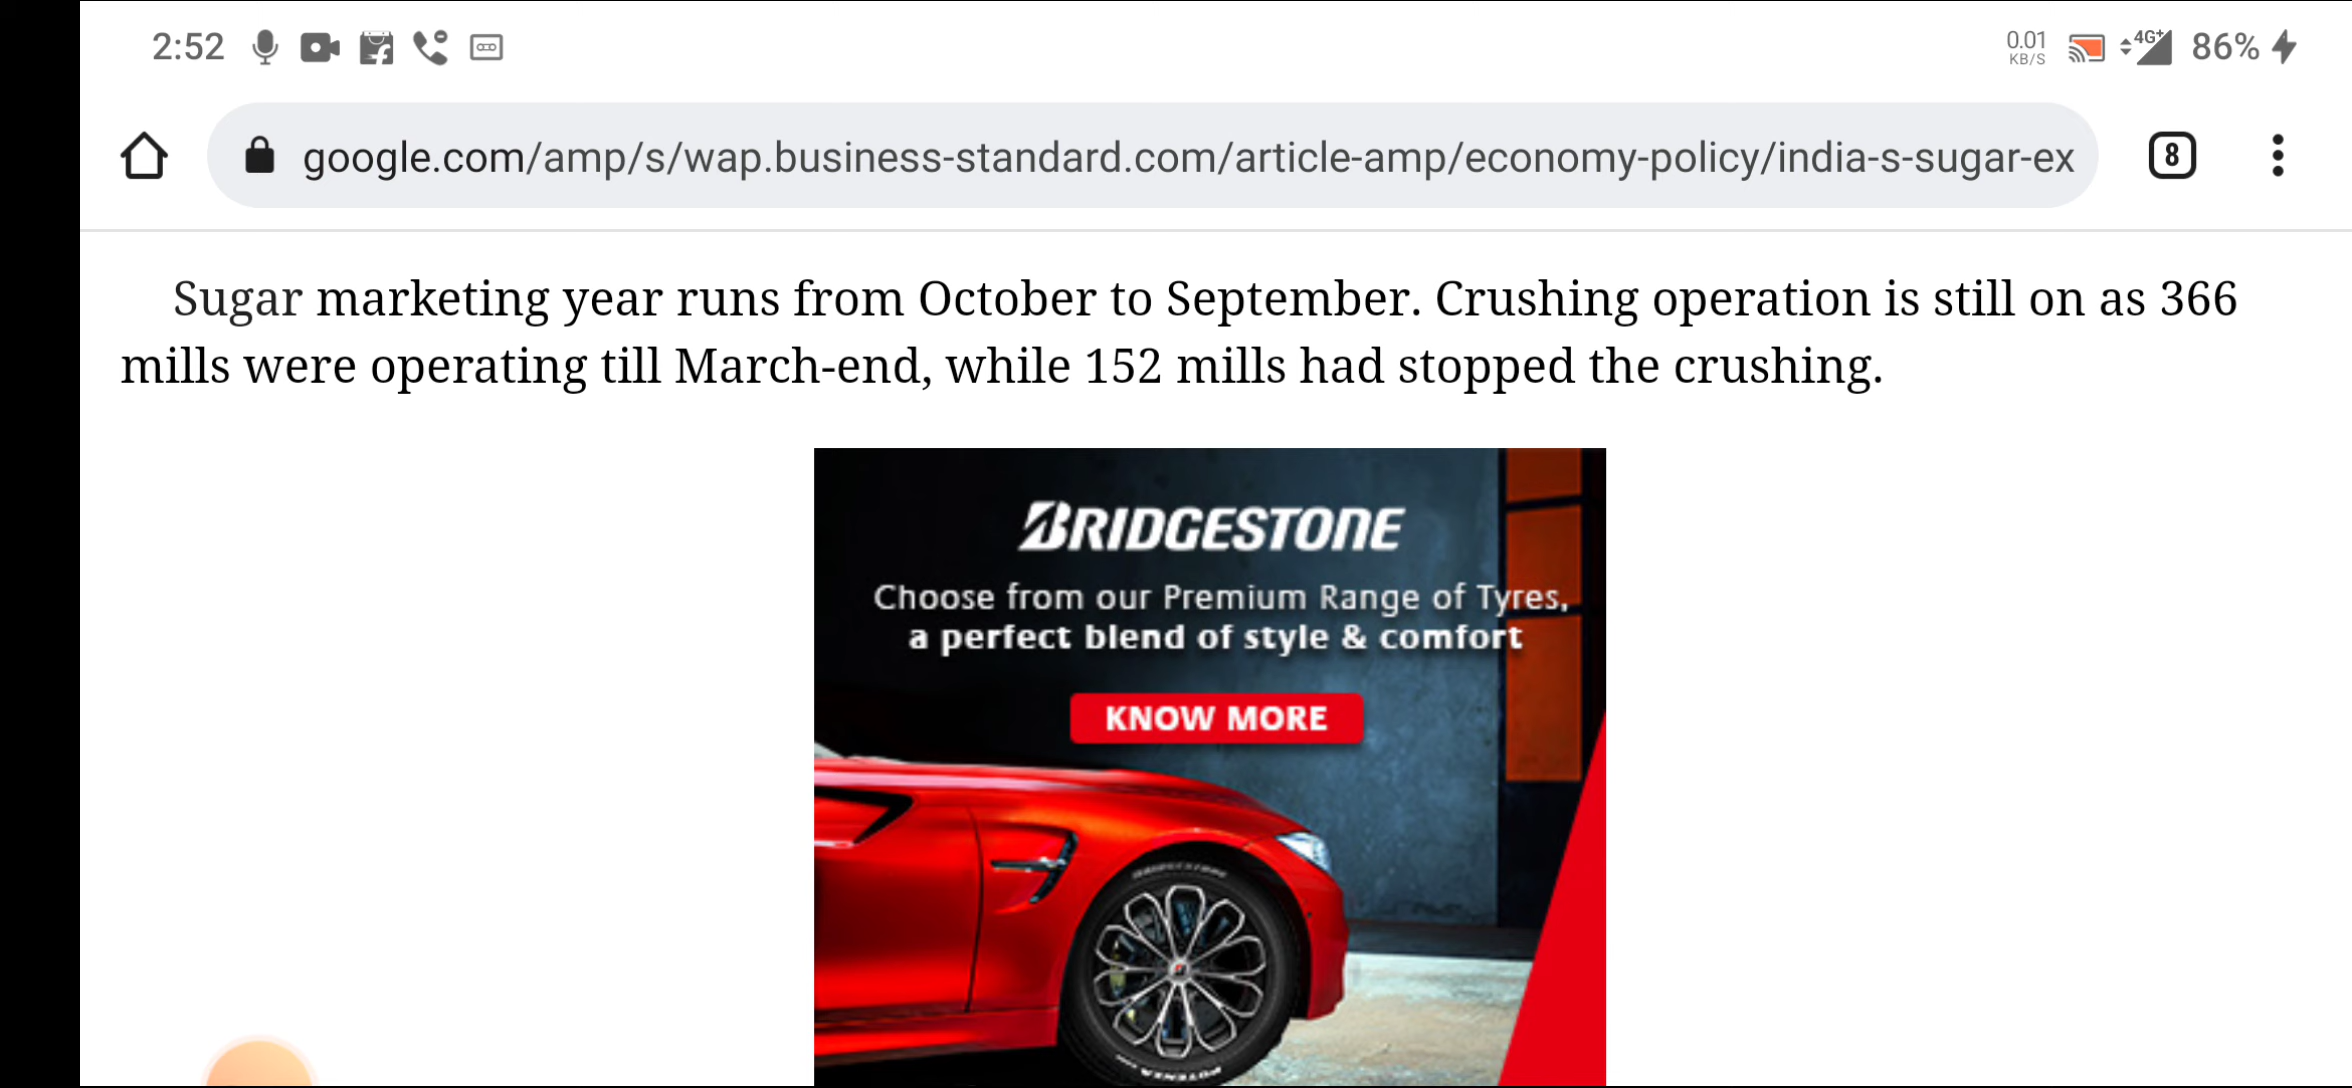 2:52
0.01
KB/S
4G+
86%
google.com/amp/s/wap.business-standard.com/article-amp/economy-policy/india-s-sugar-ex
8
Sugar marketing year runs from October to September. Crushing operation is still on as 366
mills were operating till March-end, while 152 mills had stopped the crushing.
BRIDGESTONE
Choose from our Premium Range of Tyres,
a perfect blend of style & comfort
KNOW MORE